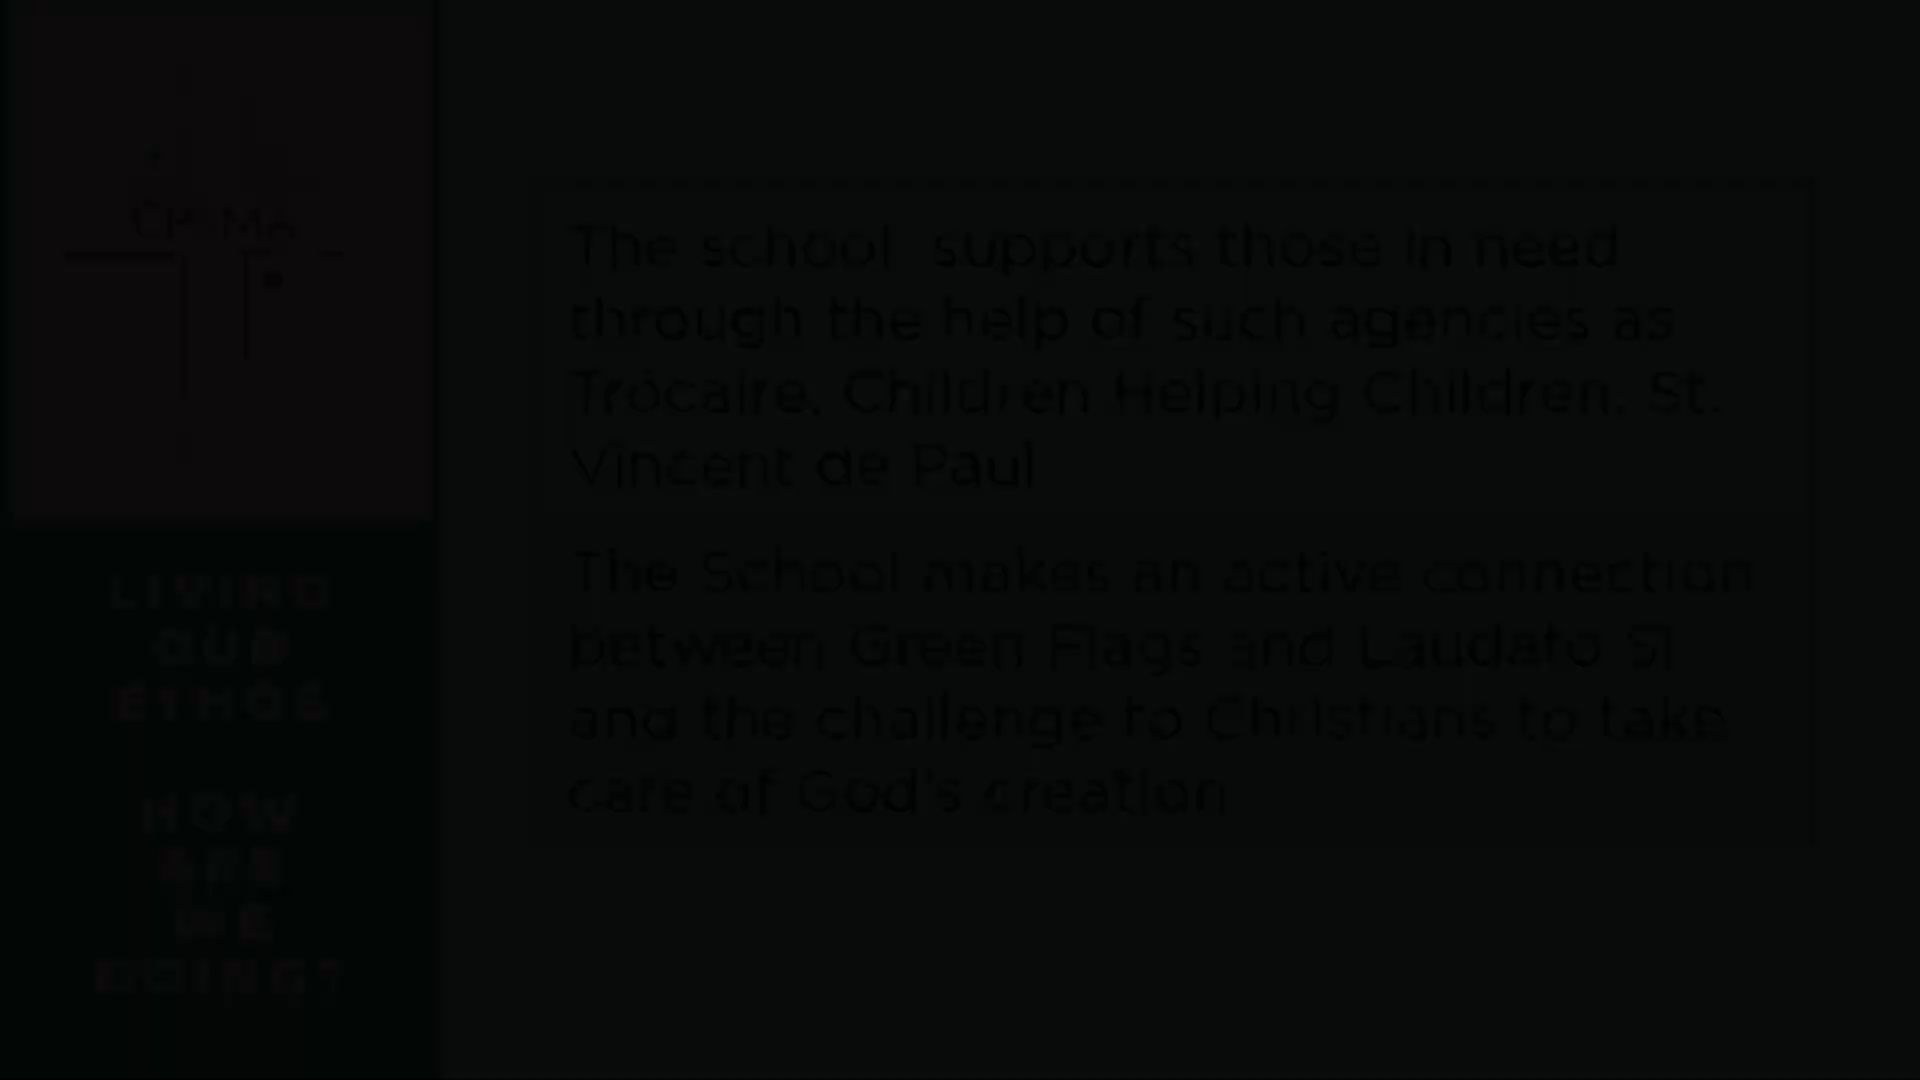 CPSMA
LIVING
OUR
ETHOS
HOW
ARE
WE
DOING?
The school  supports those in need
through the help of such agencies as
Trócaire, Children Helping Children, St.
Vincent de Paul
The School makes an active connection
between Green Flags and Laudato Sí
and the challenge to Christians to take
care of God's creation